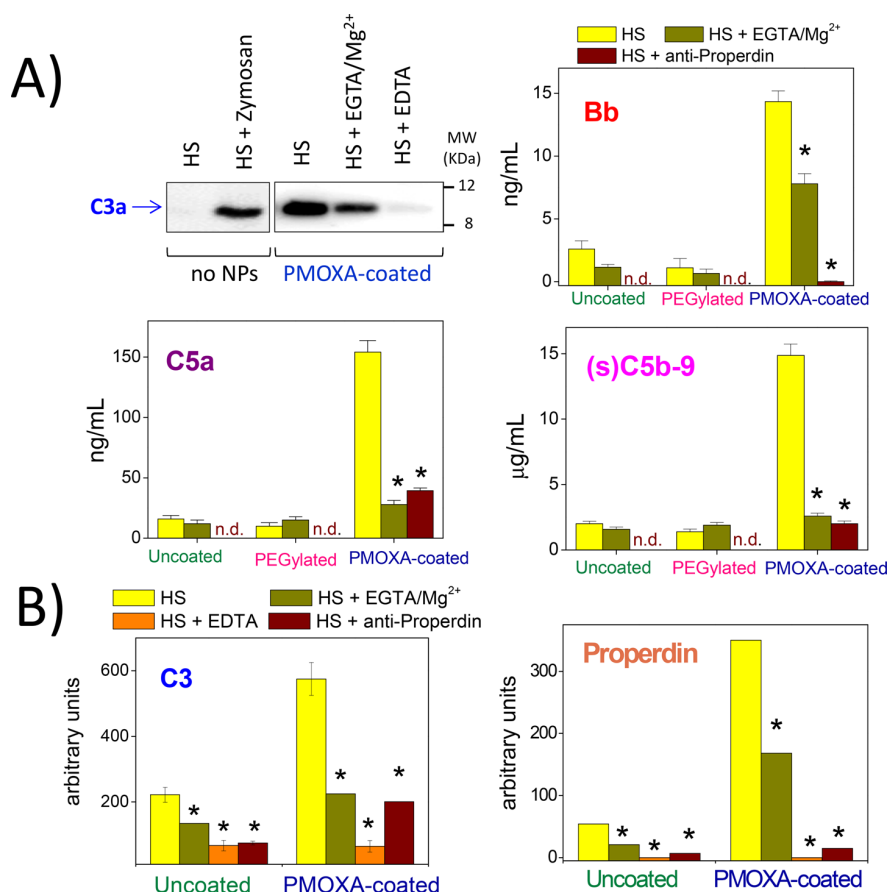 A)
HS
HS + Zymosan
HS
HS + EGTA/Mg²⁺
HS + EDTA
MW
(KDa)
C3a
12
8
no NPs
PMOXA-coated
HS
HS + EGTA/Mg²⁺
HS + anti-Properdin
Bb
ng/mL
15
10
5
0
*
*
n.d.
n.d.
Uncoated
PEGylated
PMOXA-coated
C5a
ng/mL
150
100
50
0
* *
n.d.
n.d.
Uncoated
PEGylated
PMOXA-coated
(s)C5b-9
µg/mL
15
10
5
0
* *
n.d.
n.d.
Uncoated
PEGylated
PMOXA-coated
B)
HS
HS + EGTA/Mg²⁺
HS + EDTA
HS + anti-Properdin
C3
arbitrary units
600
400
200
* * *
* * *
Uncoated
PMOXA-coated
Properdin
arbitrary units
300
200
100
0
* * *
* * *
Uncoated
PMOXA-coated